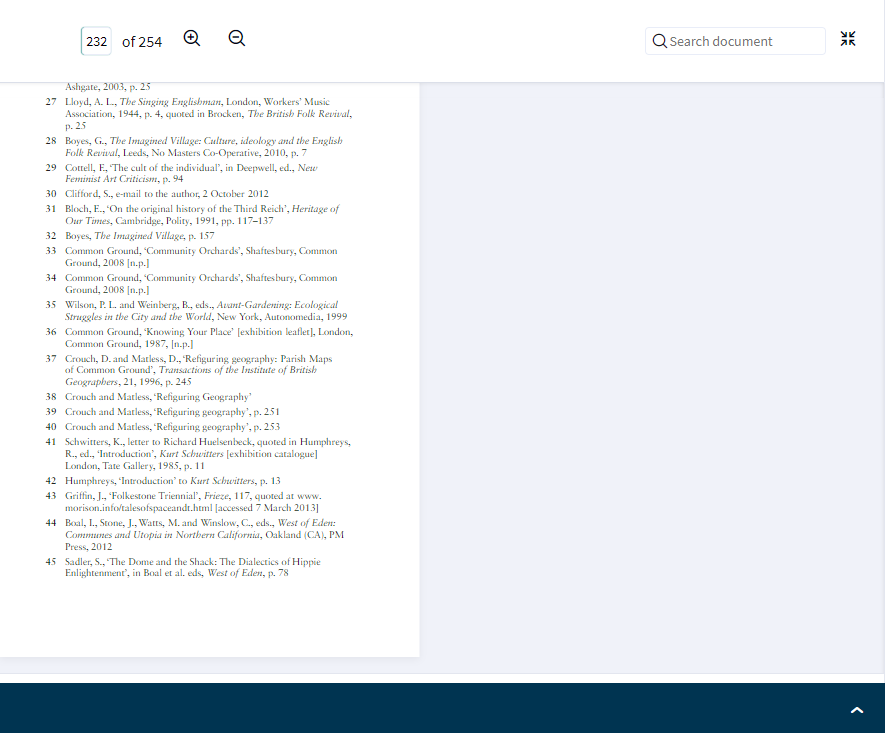 232 of 254
Search document
Ashgate, 2003, p. 25
27 Lloyd, A. L., The Singing Englishman, London, Workers’ Music
Association, 1944, p. 4, quoted in Brocken, The British Folk Revival,
p. 25
28 Boyes, G., The Imagined Village: Culture, ideology and the English
Folk Revival, Leeds, No Masters Co-Operative, 2010, p. 7
29 Cottell, F., ‘The cult of the individual’, in Deepwell, ed., New
Feminist Art Criticism, p. 94
30 Clifford, S., e-mail to the author, 2 October 2012
31 Bloch, E., ‘On the original history of the Third Reich’, Heritage of
Our Times, Cambridge, Polity, 1991, pp. 117–137
32 Boyes, The Imagined Village, p. 157
33 Common Ground, ‘Community Orchards’, Shaftesbury, Common
Ground, 2008 [n.p.]
34 Common Ground, ‘Community Orchards’, Shaftesbury, Common
Ground, 2008 [n.p.]
35 Wilson, P. L. and Weinberg, B., eds., Avant-Gardening: Ecological
Struggles in the City and the World, New York, Autonomedia, 1999
36 Common Ground, ‘Knowing Your Place’ [exhibition leaflet], London,
Common Ground, 1987, [n.p.]
37 Crouch, D. and Matless, D., ‘Refiguring geography: Parish Maps
of Common Ground’, Transactions of the Institute of British
Geographers, 21, 1996, p. 245
38 Crouch and Matless, ‘Refiguring Geography’
39 Crouch and Matless, ‘Refiguring geography’, p. 251
40 Crouch and Matless, ‘Refiguring geography’, p. 253
41 Schwitters, K., letter to Richard Huelsenbeck, quoted in Humphreys,
R., ed., ‘Introduction’, Kurt Schwitters [exhibition catalogue]
London, Tate Gallery, 1985, p. 11
42 Humphreys, ‘Introduction’ to Kurt Schwitters, p. 13
43 Griffin, J., ‘Folkestone Triennial’, Frieze, 117, quoted at www.
morison.info/talesofspaceandt.html [accessed 7 March 2013]
44 Boal, I., Stone, J., Watts, M. and Winslow, C., eds., West of Eden:
Communes and Utopia in Northern California, Oakland (CA), PM
Press, 2012
45 Sadler, S., ‘The Dome and the Shack: The Dialectics of Hippie
Enlightenment’, in Boal et al. eds, West of Eden, p. 78